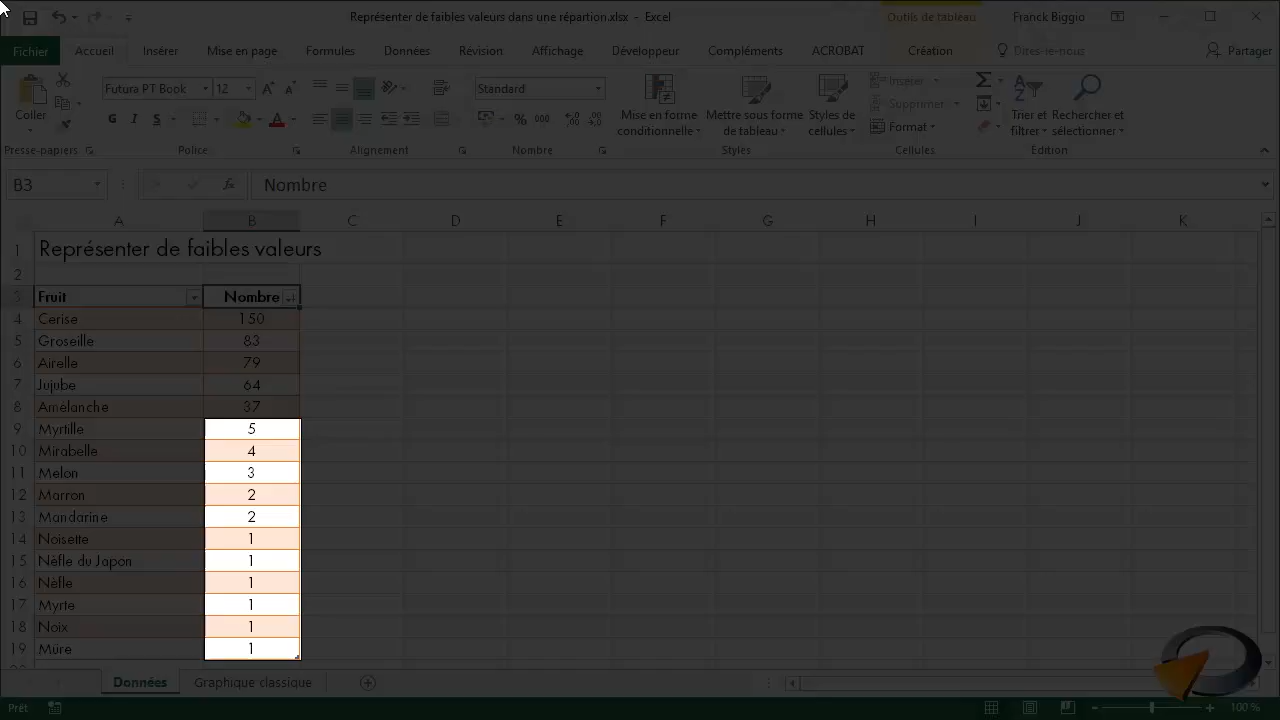 Représenter de faibles valeurs dans une répartion.xlsx - Excel
Outils de tableau
Franck Biggio
Fichier Accueil Insérer Mise en page Formules Données Révision Affichage Développeur Compléments ACROBAT Création Dites-le-nous Partager
Coller
Futura PT Book 12
G I S
Standard
% 000
Mise en forme conditionnelle
Mettre sous forme de tableau
Styles de cellules
Insérer
Supprimer
Format
Trier et filtrer
Rechercher et sélectionner
Presse-papiers Police Alignement Nombre Styles Cellules Édition
B3 fx Nombre
A B C D E F G H I J K
1 Représenter de faibles valeurs
2
3 Fruit Nombre
4 Cerise 150
5 Groseille 83
6 Airelle 79
7 Jujube 64
8 Amélanche 37
9 Myrtille 5
10 Mirabelle 4
11 Melon 3
12 Marron 2
13 Mandarine 2
14 Noisette 1
15 Nèfle du Japon 1
16 Nèfle 1
17 Myrte 1
18 Noix 1
19 Mûre 1
Données Graphique classique
Prêt 100 %